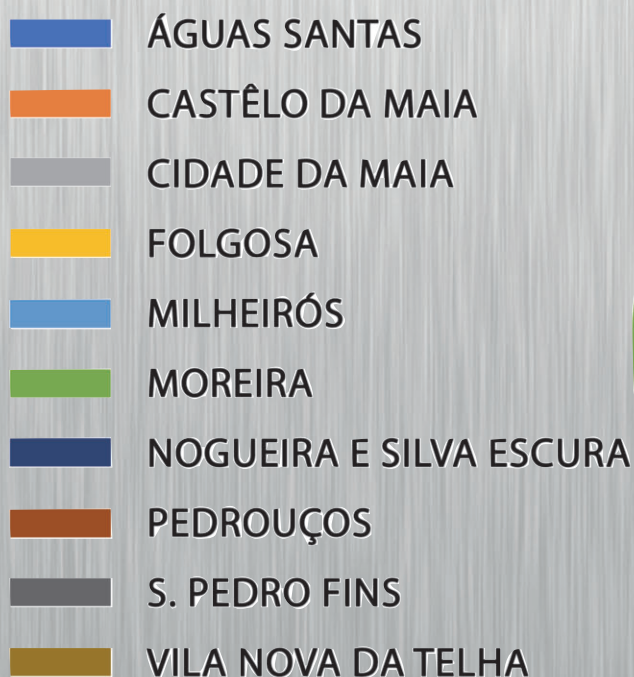 ÁGUAS SANTAS
CASTÊLO DA MAIA
CIDADE DA MAIA
FOLGOSA
MILHEIRÓS
MOREIRA
NOGUEIRA E SILVA ESCURA
PEDROUÇOS
S. PEDRO FINS
VILA NOVA DA TELHA